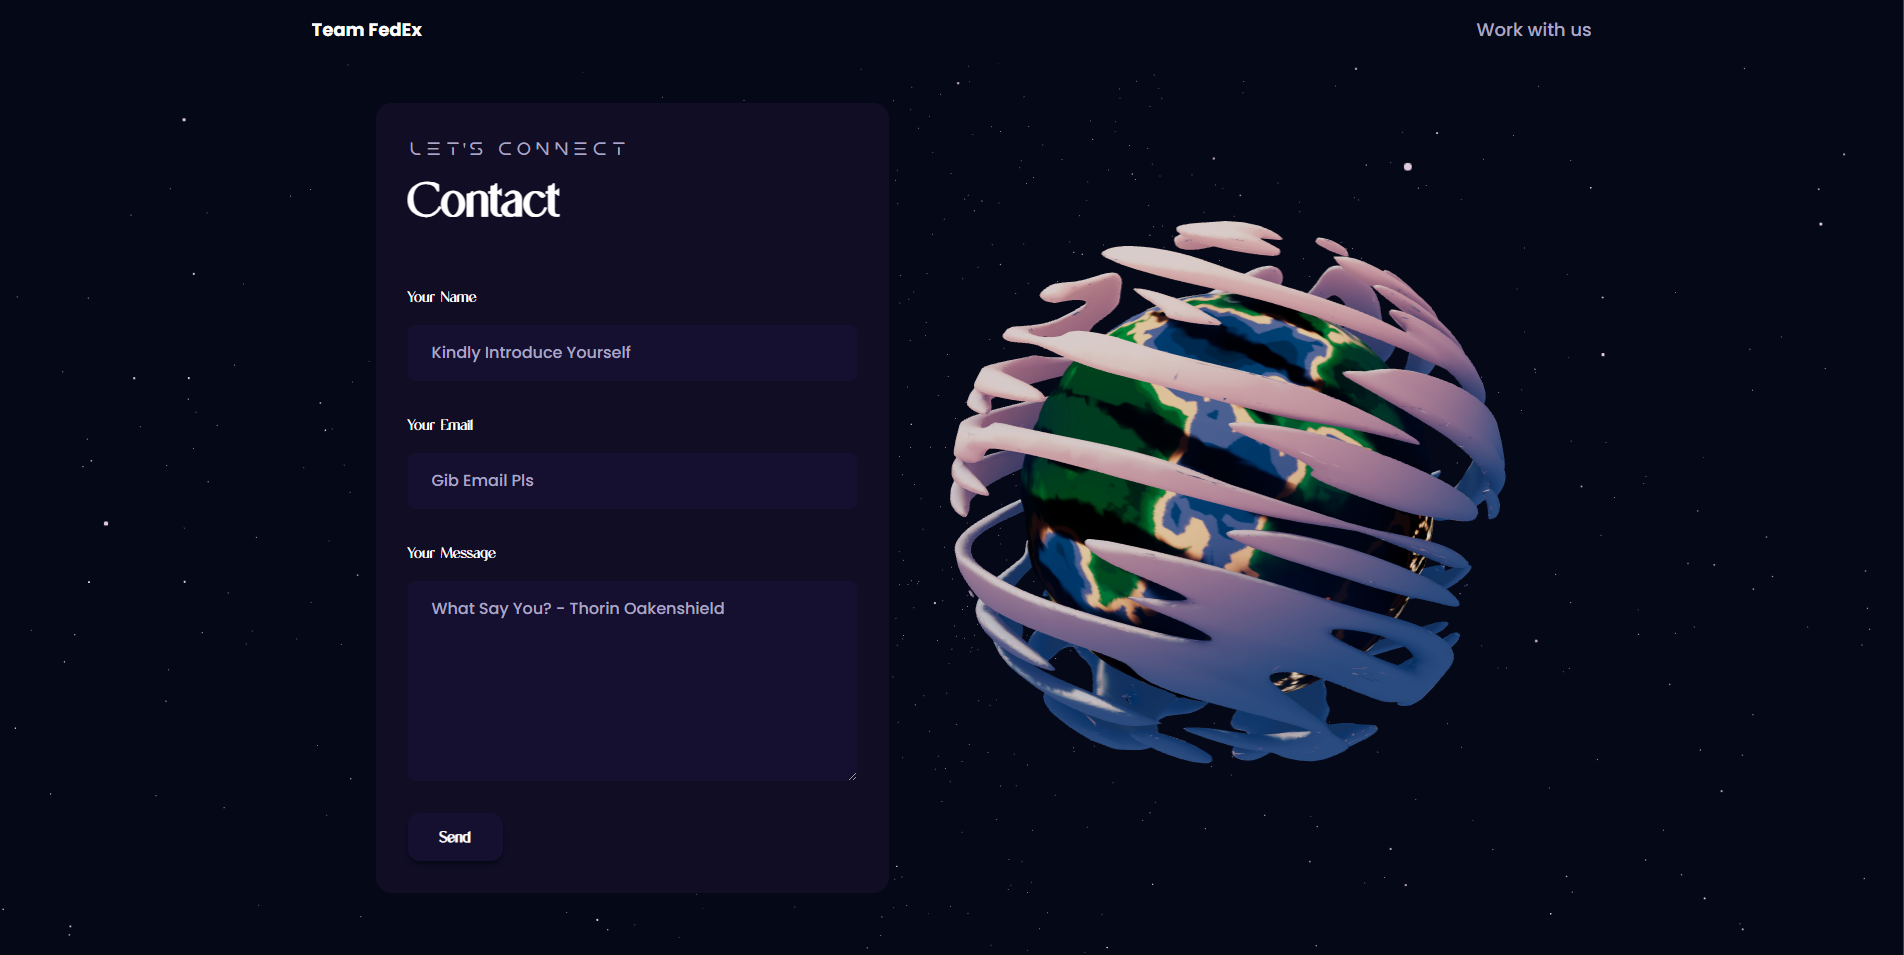 Team FedEx
Work with us
LET'S CONNECT
Contact
Your Name
Kindly Introduce Yourself
Your Email
Gib Email Pls
Your Message
What Say You? - Thorin Oakenshield
Send